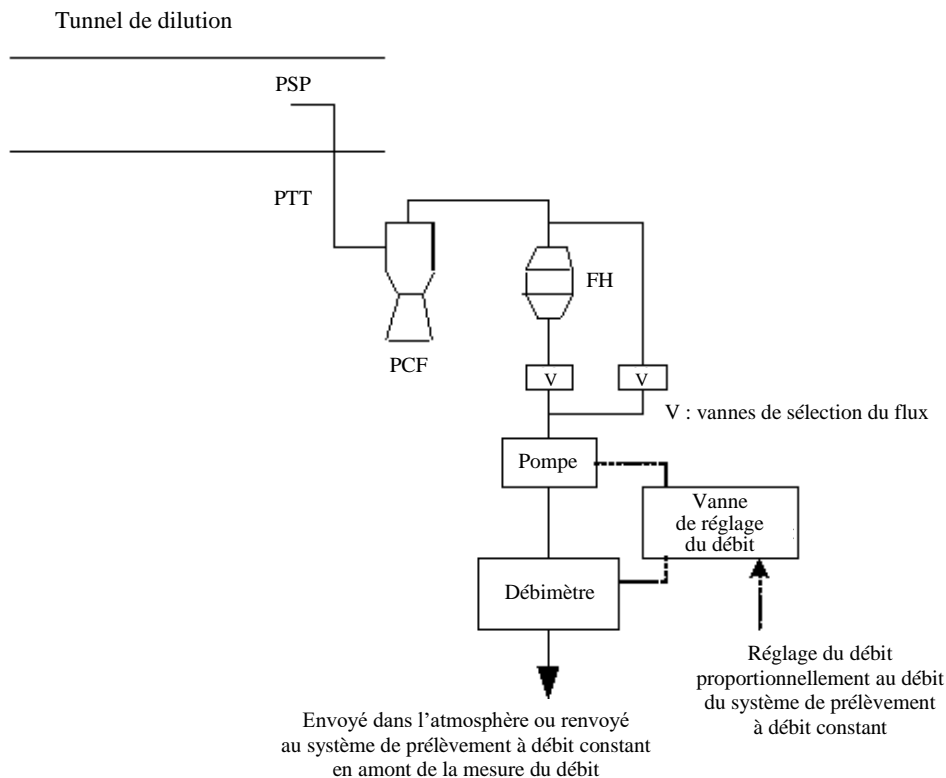 Tunnel de dilution
PSP
PTT
FH
PCF
V
V
V : vannes de sélection du flux
Pompe
Vanne
de réglage
du débit
Débimètre
Réglage du débit
proportionnellement au débit
du système de prélèvement
à débit constant
Envoyé dans l’atmosphère ou renvoyé
au système de prélèvement à débit constant
en amont de la mesure du débit